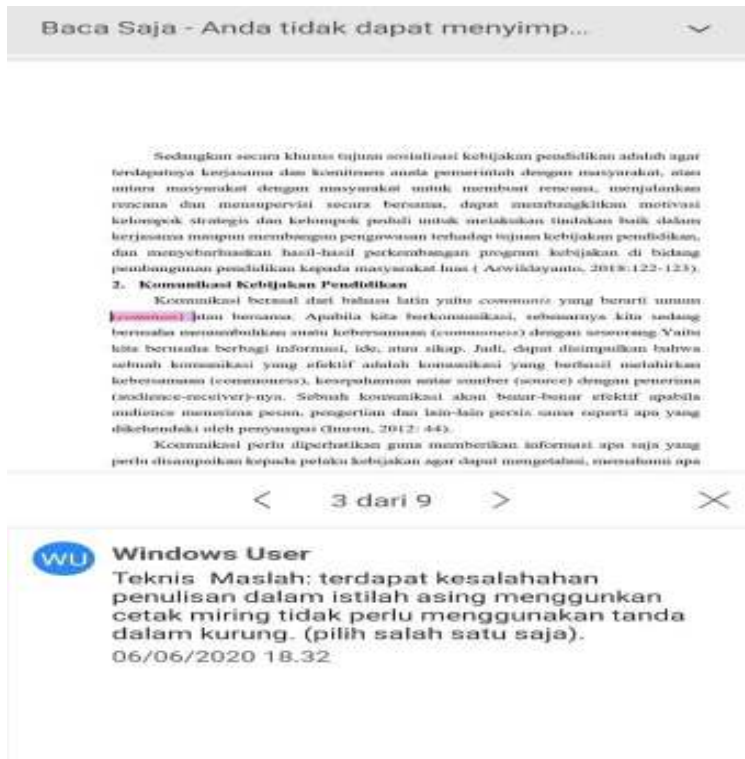 Baca Saja - Anda tidak dapat menyimp...
Sedangkan secara khusus tujuan sosialisasi kebijakan pendidikan adalah agar
terdapatnya kerjasama dan komitmen anata pemerintah dengan masyarakat, atau
antara masyarakat dengan masyarakat untuk membuat rencana, menjalankan
rencana dan mensupervisi secara bersama, dapat membangkitkan motivasi
kelompok strategis dan kelompok peduli untuk melakukan tindakan baik dalam
kerjasama maupun membangun pengawasan terhadap tujuan kebijakan pendidikan,
dan menyebarluaskan hasil-hasil perkembangan program kebijakan di bidang
pembangunan pendidikan kepada masyarakat luas ( Arwildayanto, 2018:122-123).
2. Komunikasi Kebijakan Pendidikan
Komunikasi berasal dari bahasa latin yaitu communis yang berarti umum
(common) atau bersama. Apabila kita berkomunikasi, sebenarnya kita sedang
berusaha menumbuhkan suatu kebersamaan (commoness) dengan seseorang. Yaitu
kita berusaha berbagi informasi, ide, atau sikap. Jadi, dapat disimpulkan bahwa
sebuah komunikasi yang efektif adalah komunikasi yang berhasil melahirkan
kebersamaan (commoness), kesepahaman antar sumber (source) dengan penerima
(audience-receiver)-nya. Sebuah komunikasi akan benar-benar efektif apabila
audience menerima pesan, pengertian dan lain-lain persis sama seperti apa yang
dikehendaki oleh penyampai (Imron, 2012: 44).
Komunikasi perlu diperhatikan guna memberikan informasi apa saja yang
perlu disampaikan kepada pelaku kebijakan agar dapat mengetahui, memahami apa
3 dari 9
WU
Windows User
Teknis Maslah: terdapat kesalahahan
penulisan dalam istilah asing menggunkan
cetak miring tidak perlu menggunakan tanda
dalam kurung. (pilih salah satu saja).
06/06/2020 18.32